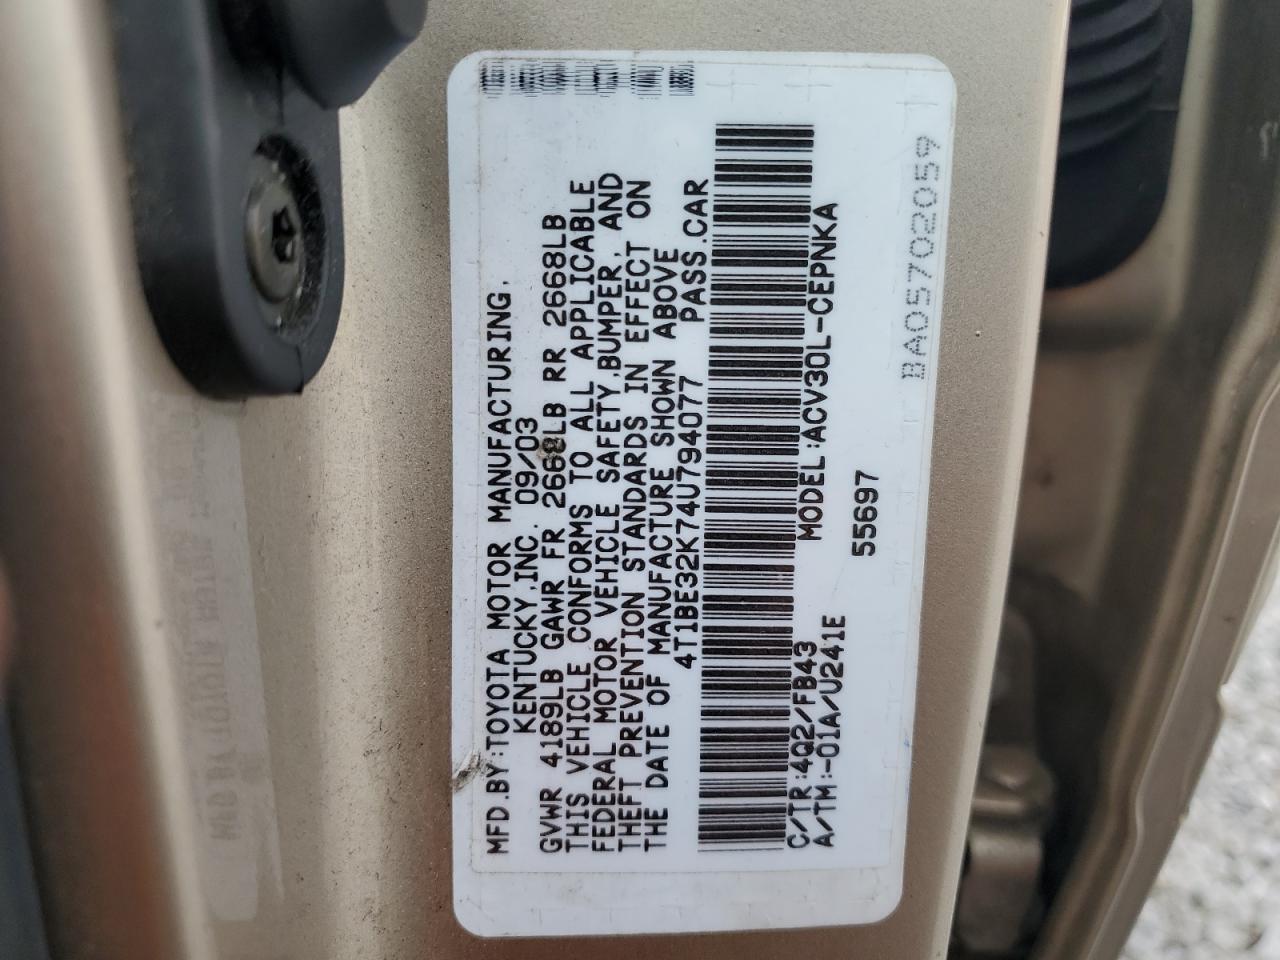 MFD.BY:TOYOTA MOTOR MANUFACTURING,
KENTUCKY,INC. 09/03
GVWR 4189LB GAWR FR 2668LB RR 2668LB
THIS VEHICLE CONFORMS TO ALL APPLICABLE
FEDERAL MOTOR VEHICLE SAFETY,BUMPER, AND
THEFT PREVENTION STANDARDS IN EFFECT ON
THE DATE OF MANUFACTURE SHOWN ABOVE
4T1BE32K74U794077 PASS.CAR
C/TR:4Q2/FB43 MODEL:ACV30L-CEPNKA
A/TM:-01A/U241E
55697
BA05702059